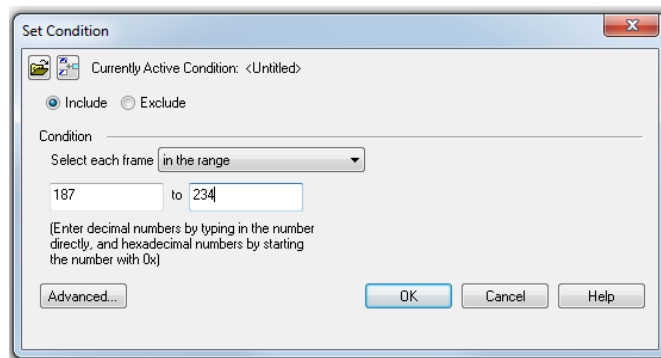 Set Condition
Currently Active Condition: <Untitled>
Include Exclude
Condition
Select each frame in the range
187 to 234
(Enter decimal numbers by typing in the number
directly, and hexadecimal numbers by starting
the number with 0x)
Advanced... OK Cancel Help